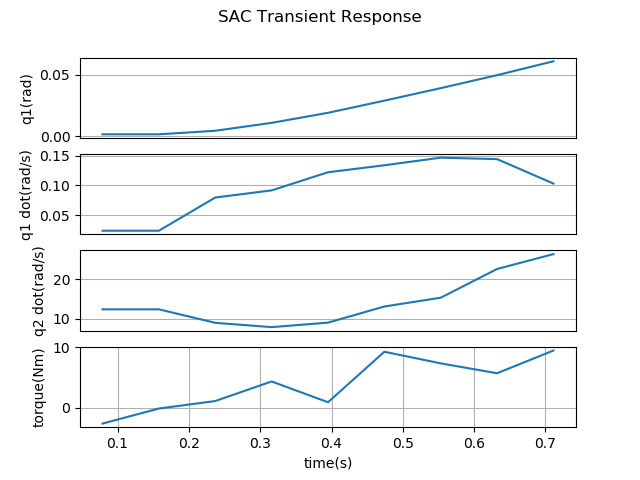 SAC Transient Response
q1(rad)
0.05
0.00
q1 dot(rad/s)
0.15
0.10
0.05
q2 dot(rad/s)
20
10
torque(Nm)
10
0
0.1 0.2 0.3 0.4 0.5 0.6 0.7
time(s)